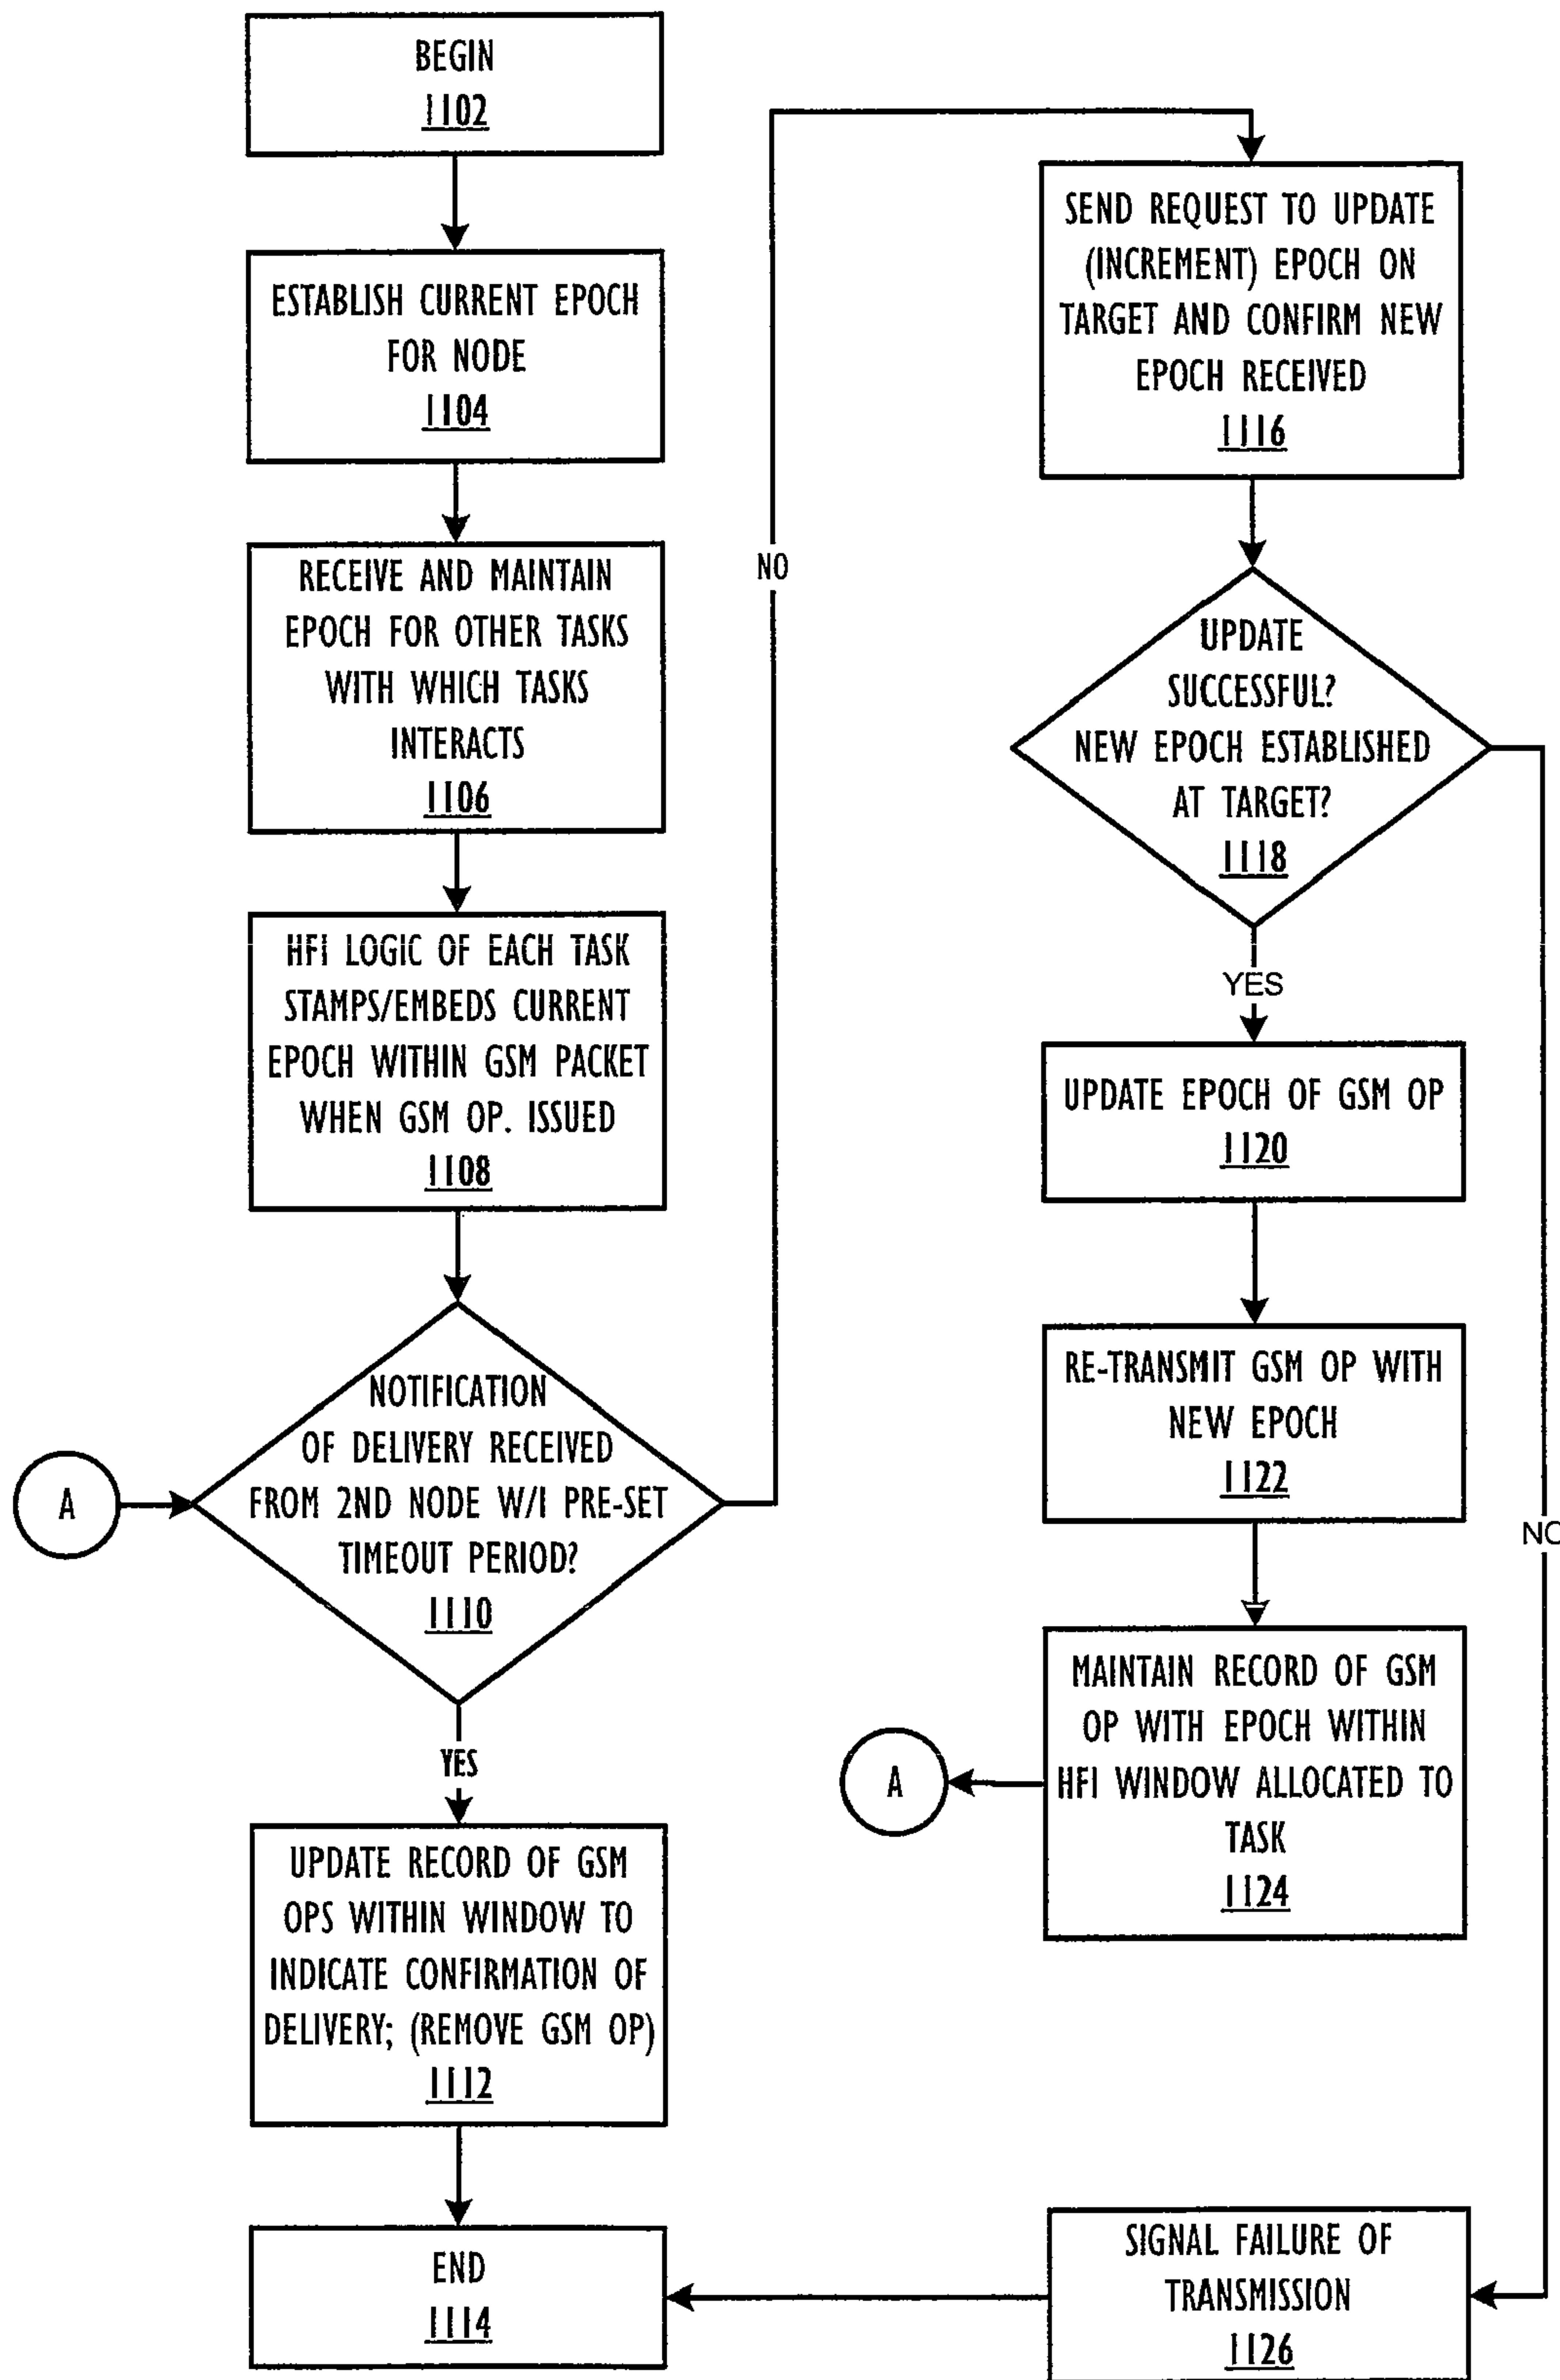 BEGIN
1102
ESTABLISH CURRENT EPOCH
FOR NODE
1104
RECEIVE AND MAINTAIN
EPOCH FOR OTHER TASKS
WITH WHICH TASKS
INTERACTS
1106
HFI LOGIC OF EACH TASK
STAMPS/EMBEDS CURRENT
EPOCH WITHIN GSM PACKET
WHEN GSM OP. ISSUED
1108
A
NOTIFICATION
OF DELIVERY RECEIVED
FROM 2ND NODE W/I PRE-SET
TIMEOUT PERIOD?
1110
YES
UPDATE RECORD OF GSM
OPS WITHIN WINDOW TO
INDICATE CONFIRMATION OF
DELIVERY; (REMOVE GSM OP)
1112
END
1114
NO
SEND REQUEST TO UPDATE
(INCREMENT) EPOCH ON
TARGET AND CONFIRM NEW
EPOCH RECEIVED
1116
UPDATE
SUCCESSFUL?
NEW EPOCH ESTABLISHED
AT TARGET?
1118
YES
UPDATE EPOCH OF GSM OP
1120
RE-TRANSMIT GSM OP WITH
NEW EPOCH
1122
MAINTAIN RECORD OF GSM
OP WITH EPOCH WITHIN
HFI WINDOW ALLOCATED TO
TASK
1124
A
NO
SIGNAL FAILURE OF
TRANSMISSION
1126